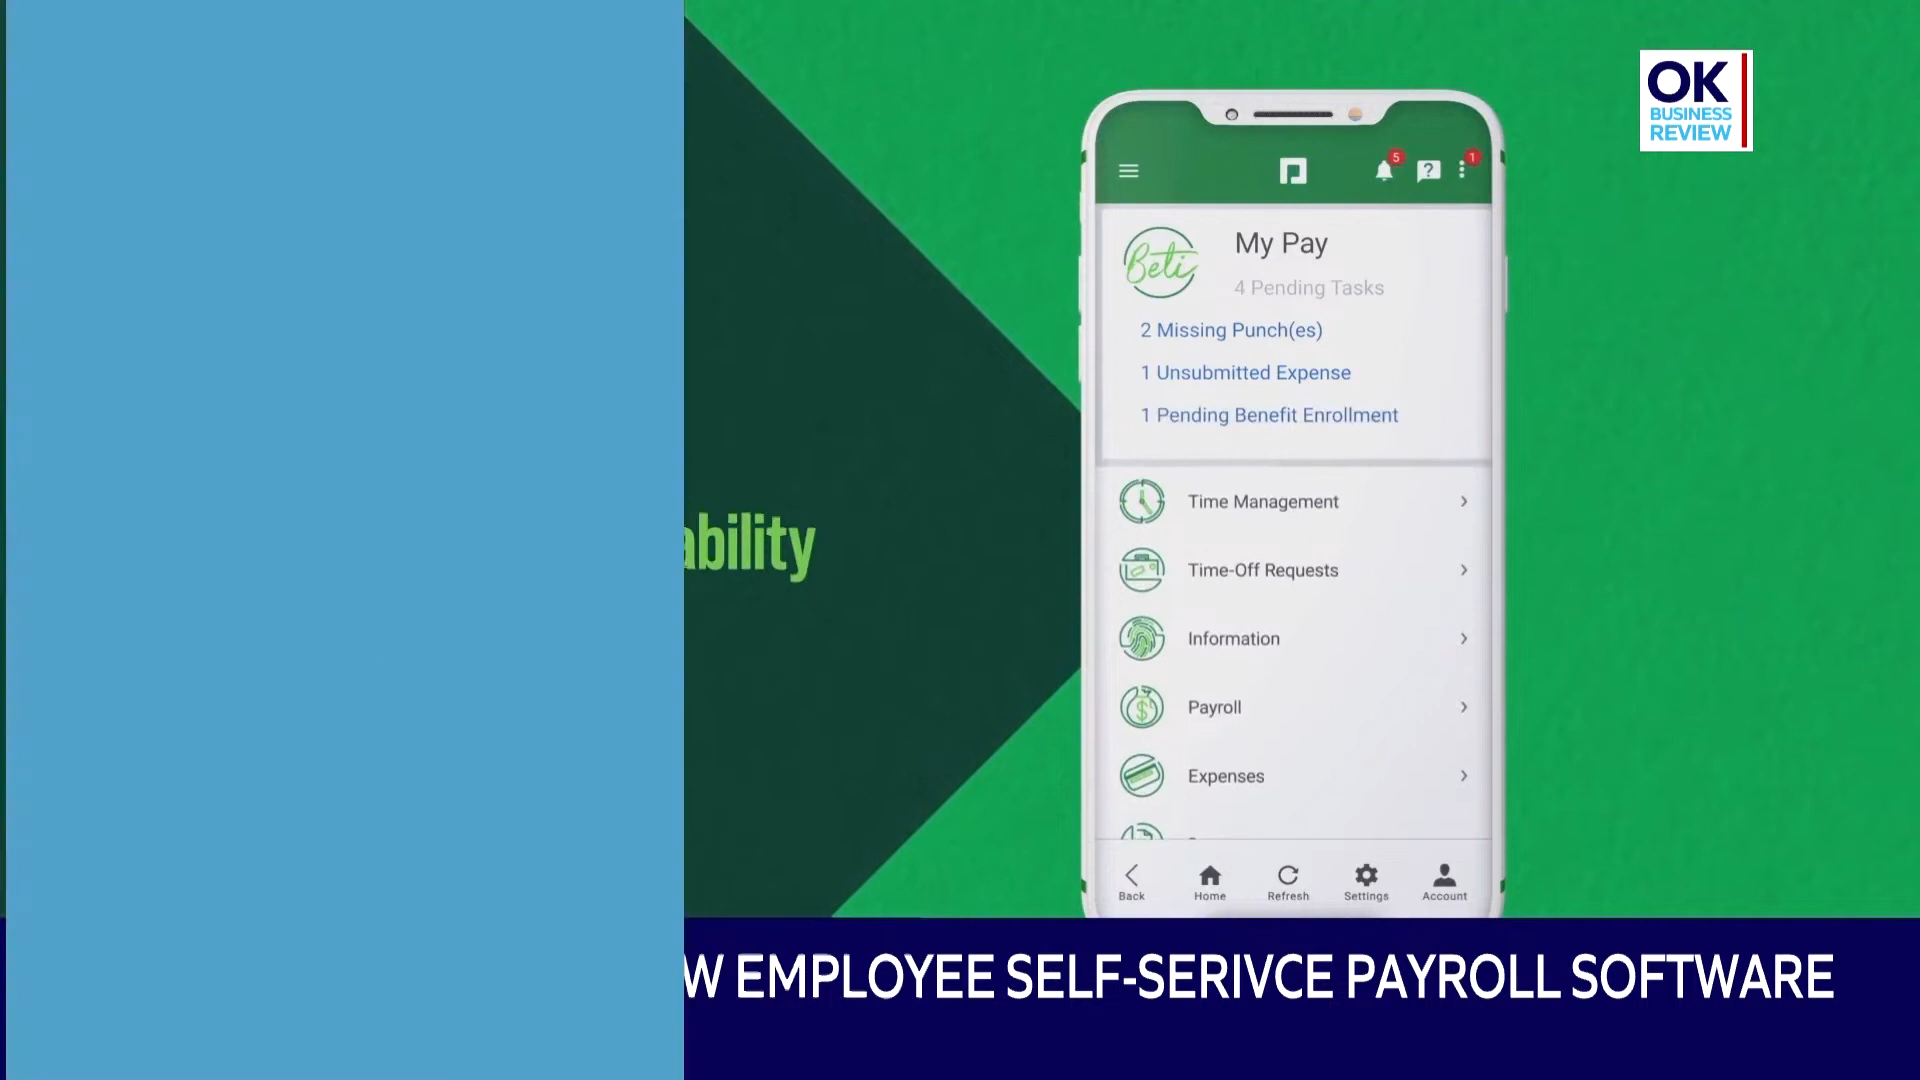 OK
BUSINESS
REVIEW
5
?
1
Beti
My Pay
4 Pending Tasks
2 Missing Punch(es)
1 Unsubmitted Expense
1 Pending Benefit Enrollment
Time Management
ability
Time-Off Requests
Information
Payroll
Expenses
Back
Home
Refresh
Settings
Account
W EMPLOYEE SELF-SERIVCE PAYROLL SOFTWARE